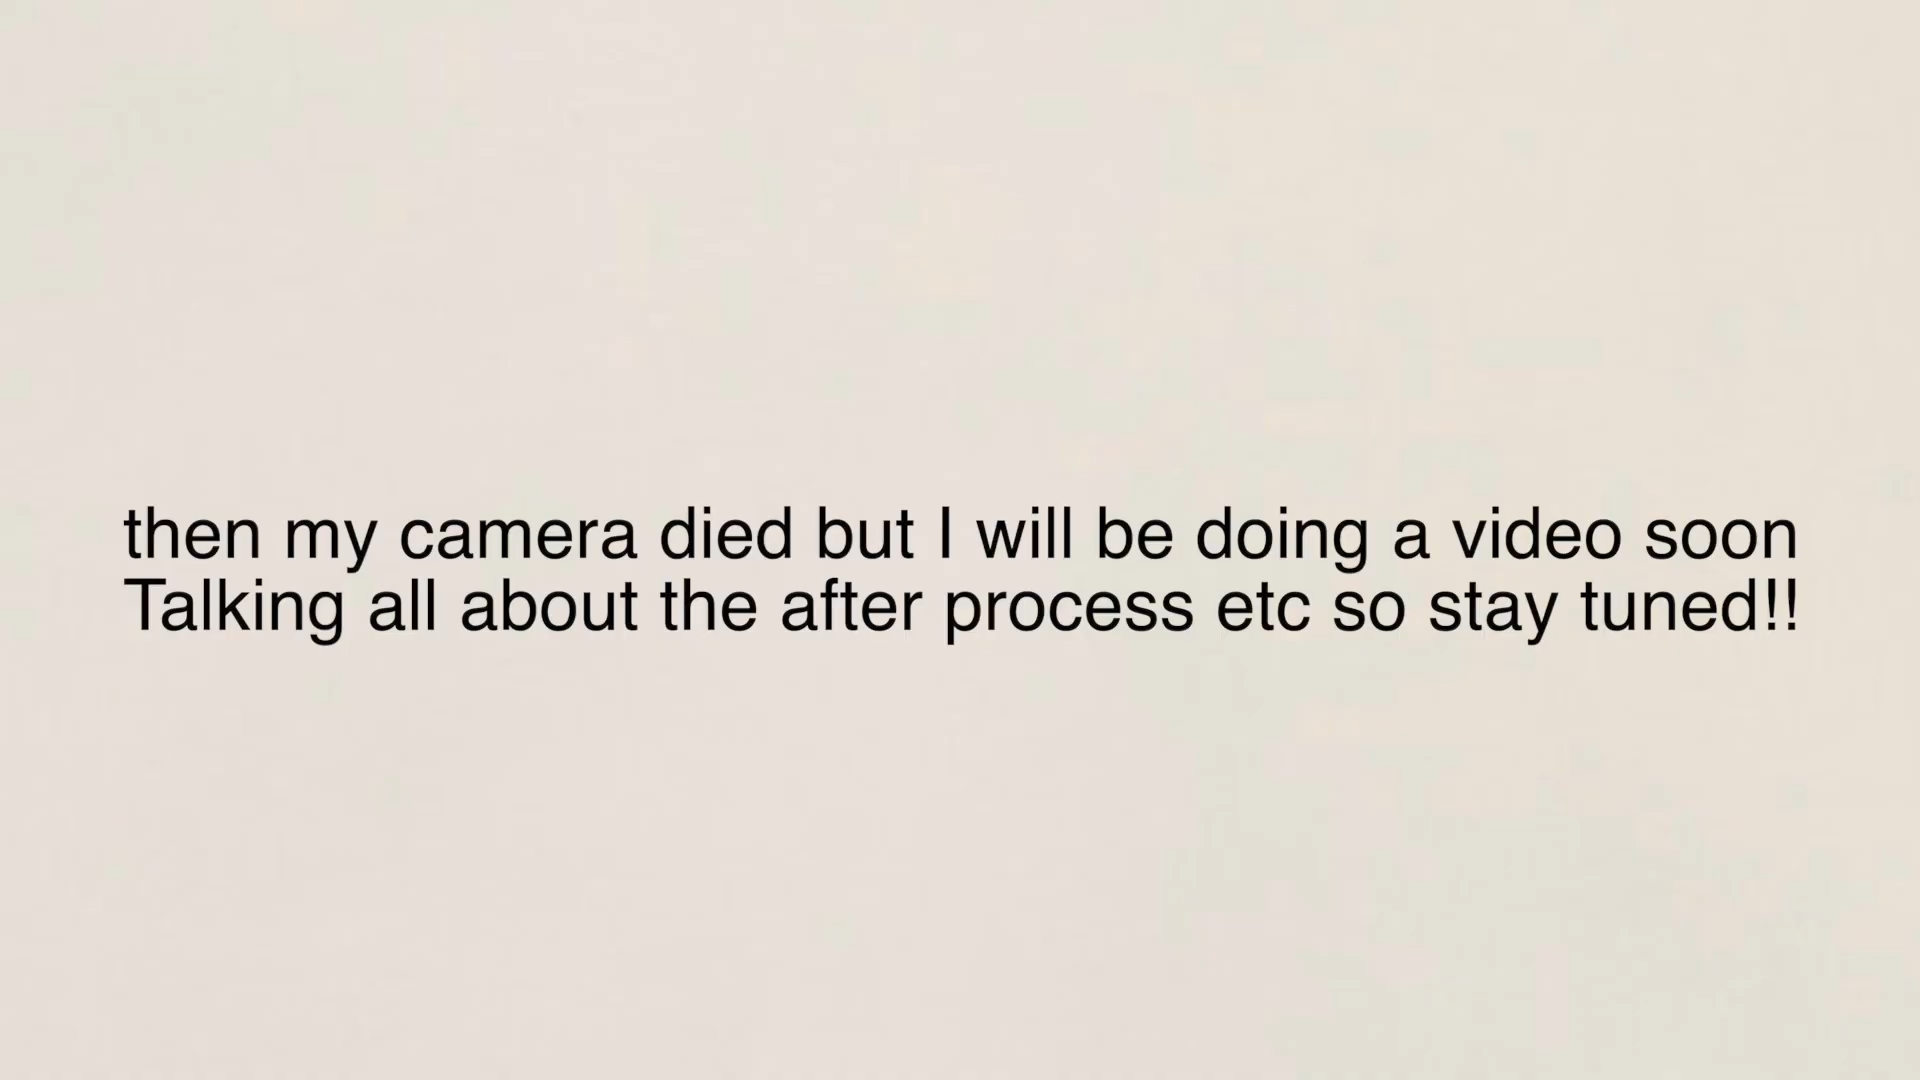 then my camera died but I will be doing a video soon
Talking all about the after process etc so stay tuned!!